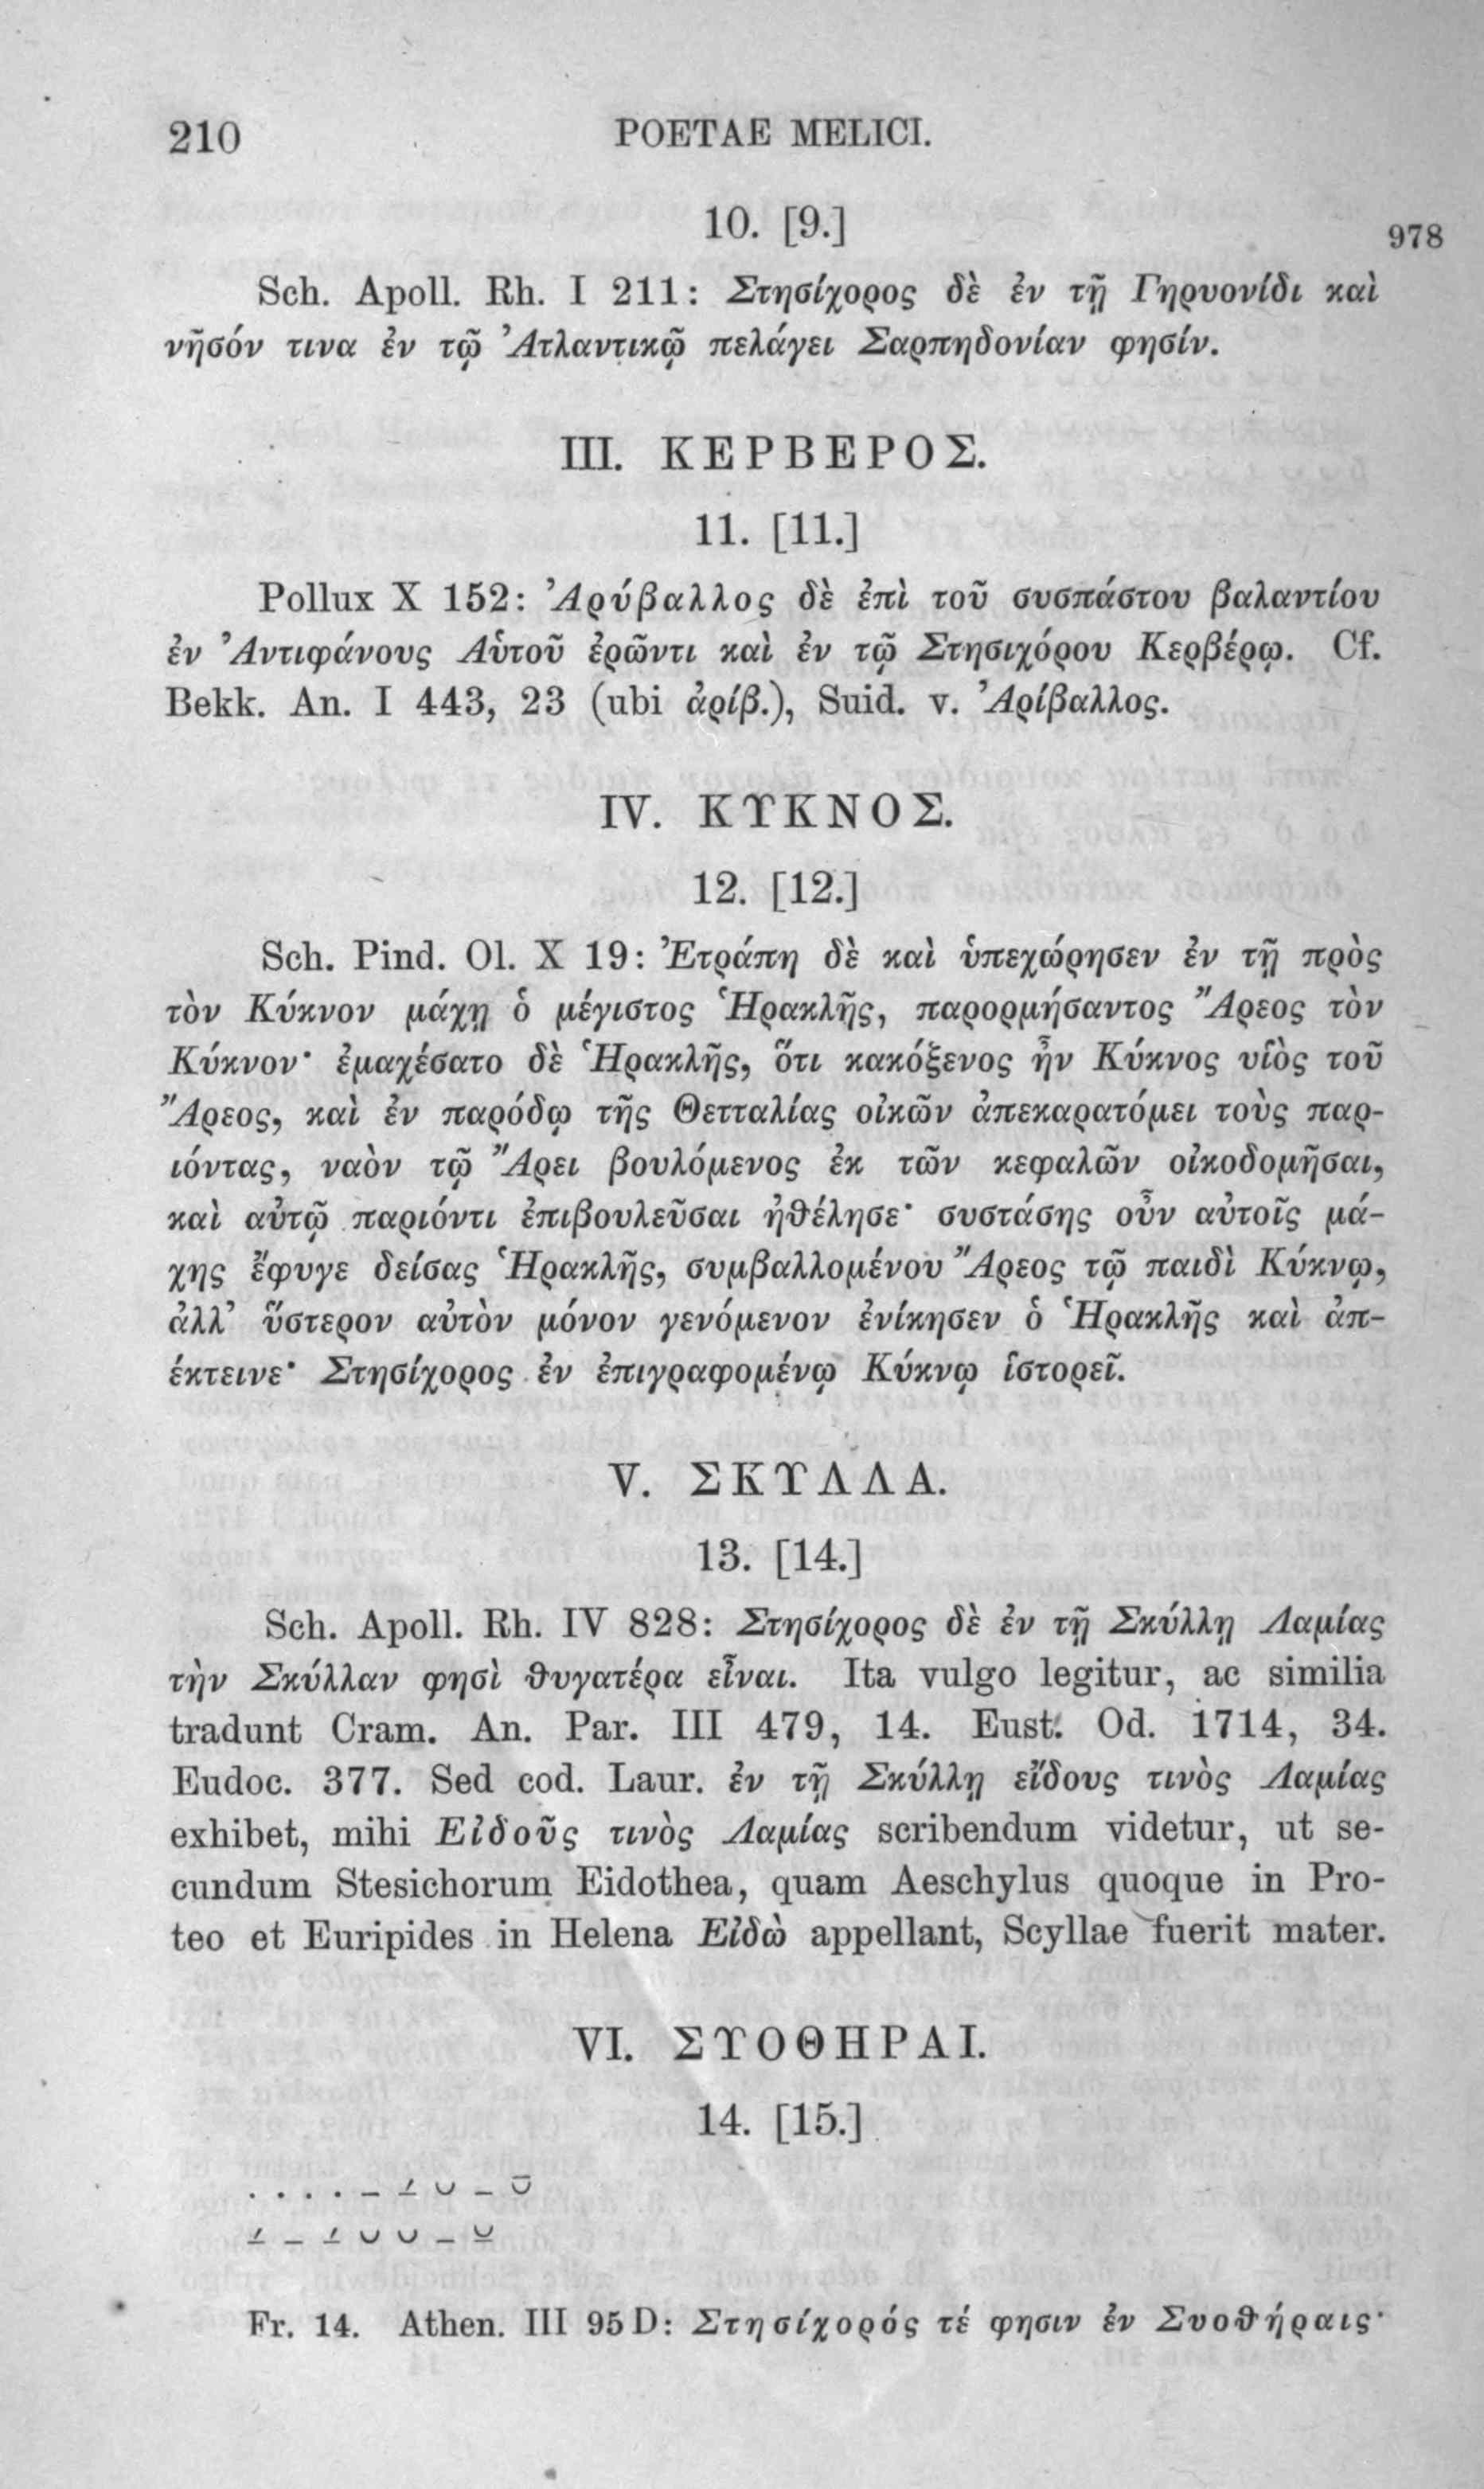 210 POETAE MELICI.
10. [9.] 978
Sch. Apoll. Rh. I 211: Στησίχορος δὲ ἐν τῇ Γηρυονίδι καὶ
νῆσόν τινα ἐν τῷ Ἀτλαντικῷ πελάγει Σαρπηδονίαν φησίν.
III. ΚΕΡΒΕΡΟΣ.
11. [11.]
Pollux X 152: Ἀρύβαλλος δὲ ἐπὶ τοῦ συσπάστου βαλαντίου
ἐν Ἀντιφάνους Αὑτοῦ ἐρῶντι καὶ ἐν τῷ Στησιχόρου Κερβέρῳ. Cf.
Bekk. An. I 443, 23 (ubi ἀρίβ.), Suid. v. Ἀρίβαλλος.
IV. ΚΥΚΝΟΣ.
12. [12.]
Sch. Pind. Ol. X 19: Ἐτράπη δὲ καὶ ὑπεχώρησεν ἐν τῇ πρὸς
τὸν Κύκνον μάχῃ ὁ μέγιστος Ἡρακλῆς, παρορμήσαντος Ἄρεος τὸν
Κύκνον· ἐμαχέσατο δὲ Ἡρακλῆς, ὅτι κακόξενος ἦν Κύκνος υἱὸς τοῦ
Ἄρεος, καὶ ἐν παρόδῳ τῆς Θετταλίας οἰκῶν ἀπεκαρατόμει τοὺς παρ-
ιόντας, ναὸν τῷ Ἄρει βουλόμενος ἐκ τῶν κεφαλῶν οἰκοδομῆσαι,
καὶ αὐτῷ παριόντι ἐπιβουλεῦσαι ἠθέλησε· συστάσης οὖν αὐτοῖς μά-
χης ἔφυγε δείσας Ἡρακλῆς, συμβαλλομένου Ἄρεος τῷ παιδὶ Κύκνῳ,
ἀλλ’ ὕστερον αὐτὸν μόνον γενόμενον ἐνίκησεν ὁ Ἡρακλῆς καὶ ἀπ-
έκτεινε· Στησίχορος ἐν ἐπιγραφομένῳ Κύκνῳ ἱστορεῖ.
V. ΣΚΥΛΛΑ.
13. [14.]
Sch. Apoll. Rh. IV 828: Στησίχορος δὲ ἐν τῇ Σκύλλῃ Λαμίας
τὴν Σκύλλαν φησὶ θυγατέρα εἶναι. Ita vulgo legitur, ac similia
tradunt Cram. An. Par. III 479, 14. Eust. Od. 1714, 34.
Eudoc. 377. Sed cod. Laur. ἐν τῇ Σκύλλῃ εἴδους τινὸς Λαμίας
exhibet, mihi Εἰδοῦς τινὸς Λαμίας scribendum videtur, ut se-
cundum Stesichorum Eidothea, quam Aeschylus quoque in Pro-
teo et Euripides in Helena Εἰδὼ appellant, Scyllae fuerit mater.
VI. ΣΥΟΘΗΡΑΙ.
14. [15.]
. . . . – –́ ⏑ – ⏑̅
–́ – –́ ⏑ ⏑ – ⏓
Fr. 14. Athen. III 95 D: Στησίχορός τέ φησιν ἐν Συοθήραις·